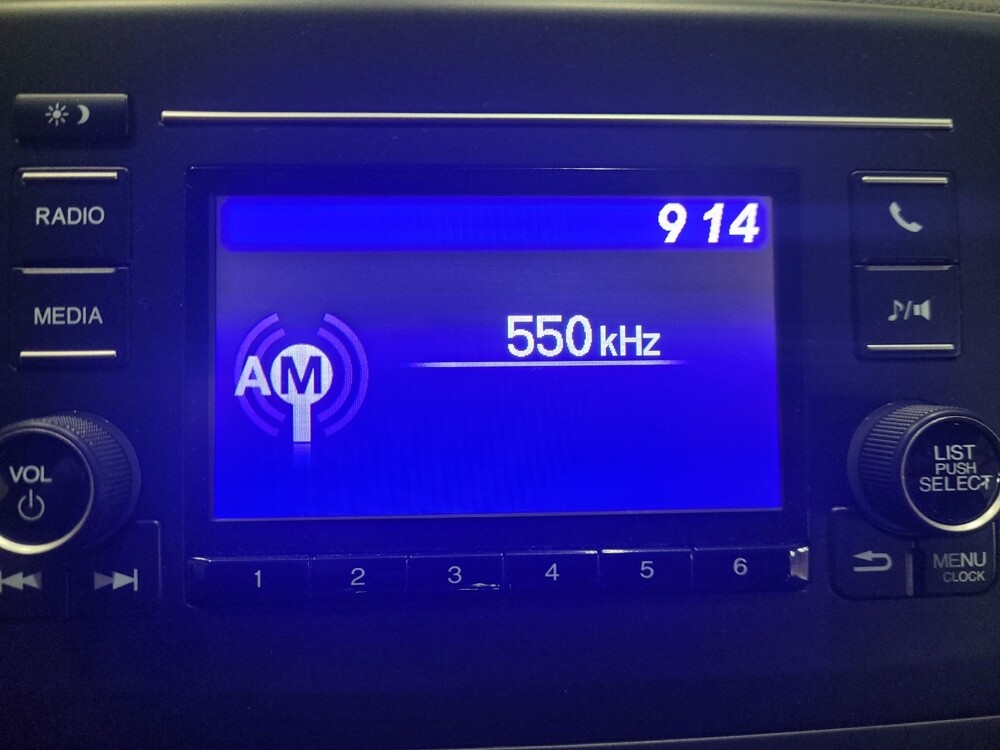 RADIO
MEDIA
9 14
550 kHz
AM
VOL
LIST
PUSH
SELECT
1 2 3 4 5 6
MENU
CLOCK